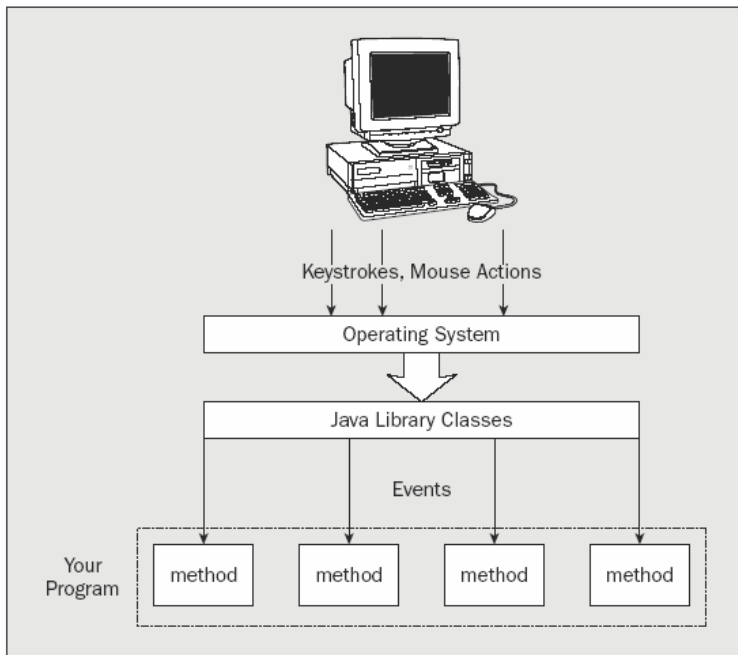 Keystrokes, Mouse Actions
Operating System
Java Library Classes
Events
Your
Program
method
method
method
method